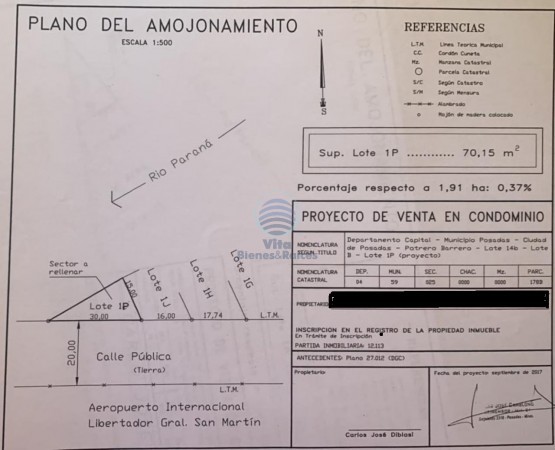 PLANO DEL AMOJONAMIENTO
ESCALA 1:500
N
S
REFERENCIAS
L.T.M. Linea Teorica Municipal
C.C. Cordón Cuneta
Mz. Manzana Catastral
Parcela Catastral
S/C Según Catastro
S/M Según Mensura
Alambrado
Mojón de madera colocado
Sup. Lote 1P ............ 70,15 m²
Porcentaje respecto a 1,91 ha: 0,37%
Rio Paraná
Vita
Bienes&Raíces
Sector a
rellenar
15,00
Lote 1P
Lote 1J
Lote 1H
Lote 1G
30,00
16,00
17,74
L.T.M.
20,00
Calle Pública
(Tierra)
L.T.M.
Aeropuerto Internacional
Libertador Gral. San Martín
PROYECTO DE VENTA EN CONDOMINIO
NOMENCLATURA
SEGUN TITULO
Departamento Capital - Municipio Posadas - Ciudad
de Posadas - Potrero Barrero - Lote 14b - Lote
B - Lote 1P (proyecto)
NOMENCLATURA
CATASTRAL
DEP. MUN. SEC. CHAC. Mz. PARC.
04 59 025 0000 0000
PROPIETARIO
INSCRIPCION EN EL REGISTRO DE LA PROPIEDAD INMUEBLE
En Trámite de Inscripción
PARTIDA INMOBILIARIA: 12.113
ANTECEDENTES: Plano 27.012 (DGC)
Propietario:
Fecha del proyecto septiembre de 2017
Carlos José Dibiasi